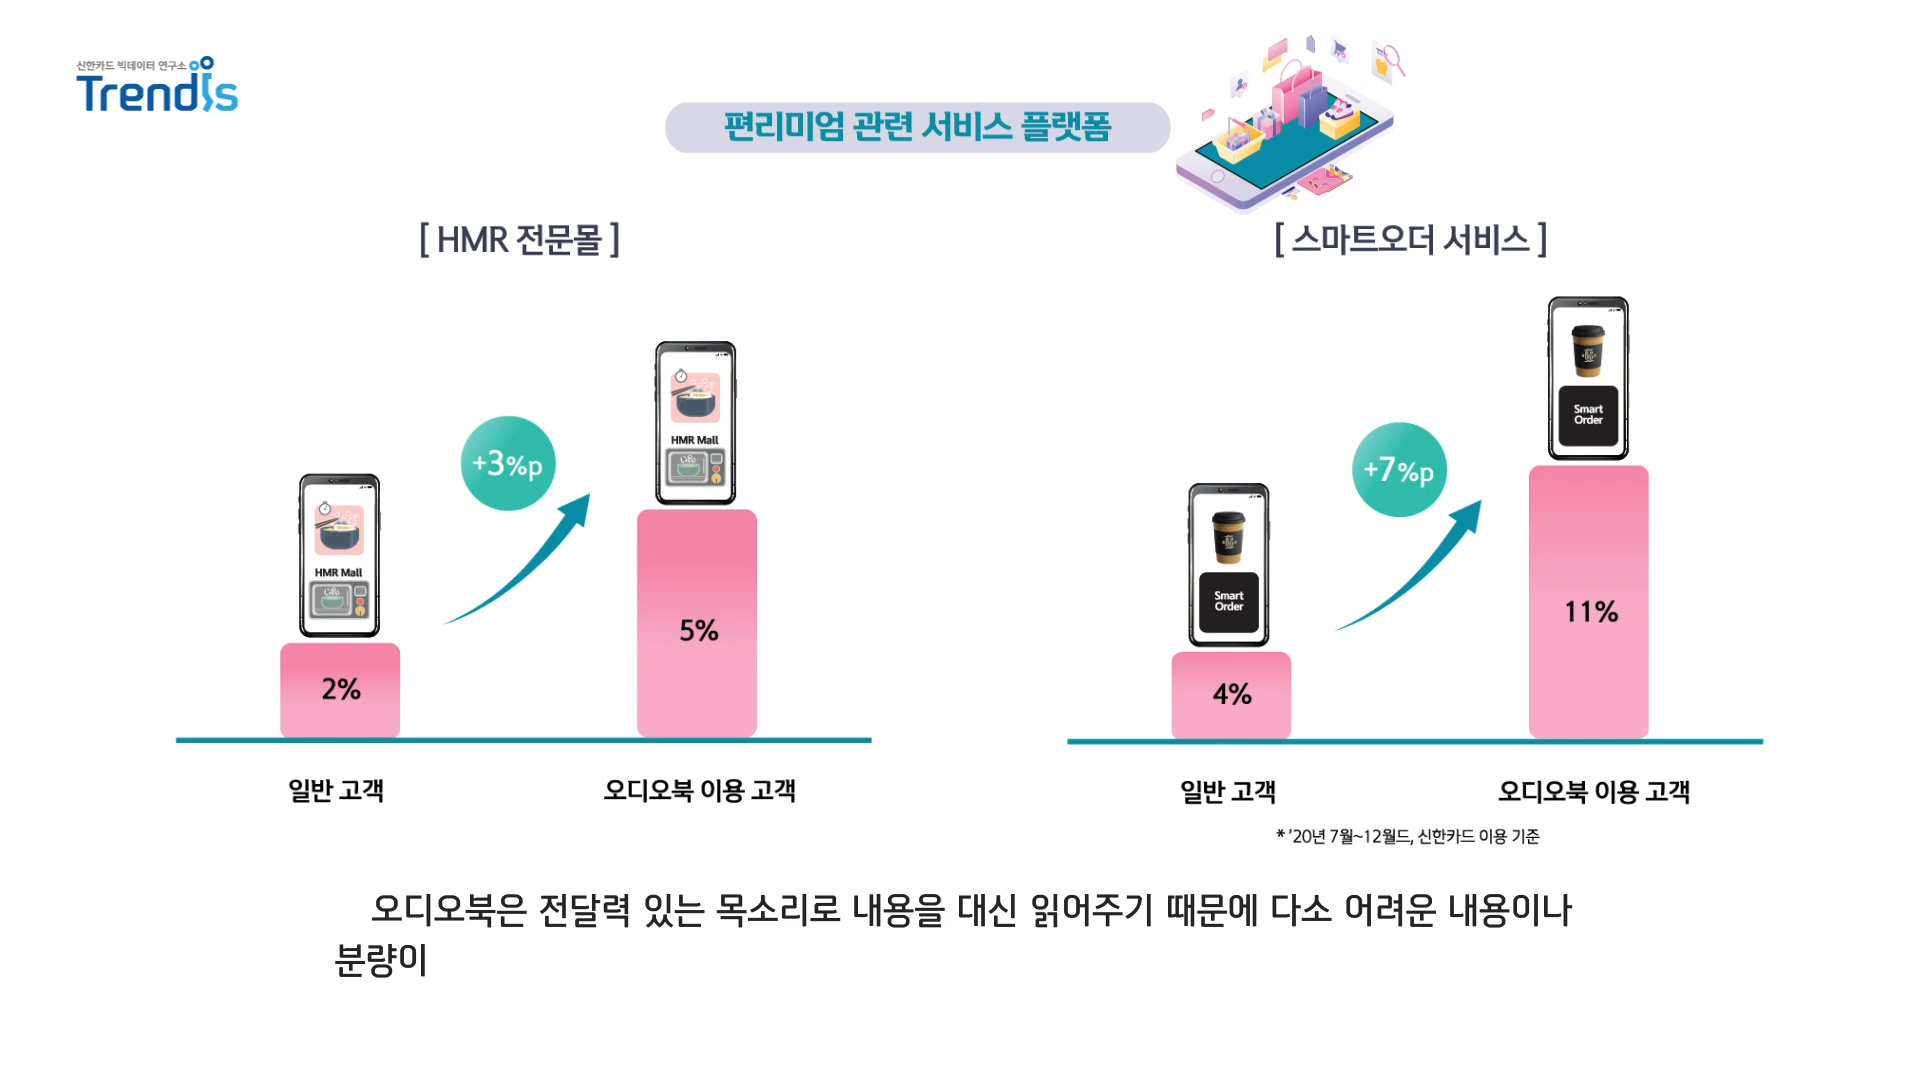 신한카드 빅데이터 연구소
Trendis
편리미엄 관련 서비스 플랫폼
[ HMR 전문몰 ]
HMR Mall
2%
+3%p
HMR Mall
5%
일반 고객
오디오북 이용 고객
[ 스마트오더 서비스 ]
Smart
Order
4%
+7%p
Smart
Order
11%
일반 고객
오디오북 이용 고객
* ’20년 7월~12월드, 신한카드 이용 기준
오디오북은 전달력 있는 목소리로 내용을 대신 읽어주기 때문에 다소 어려운 내용이나
분량이